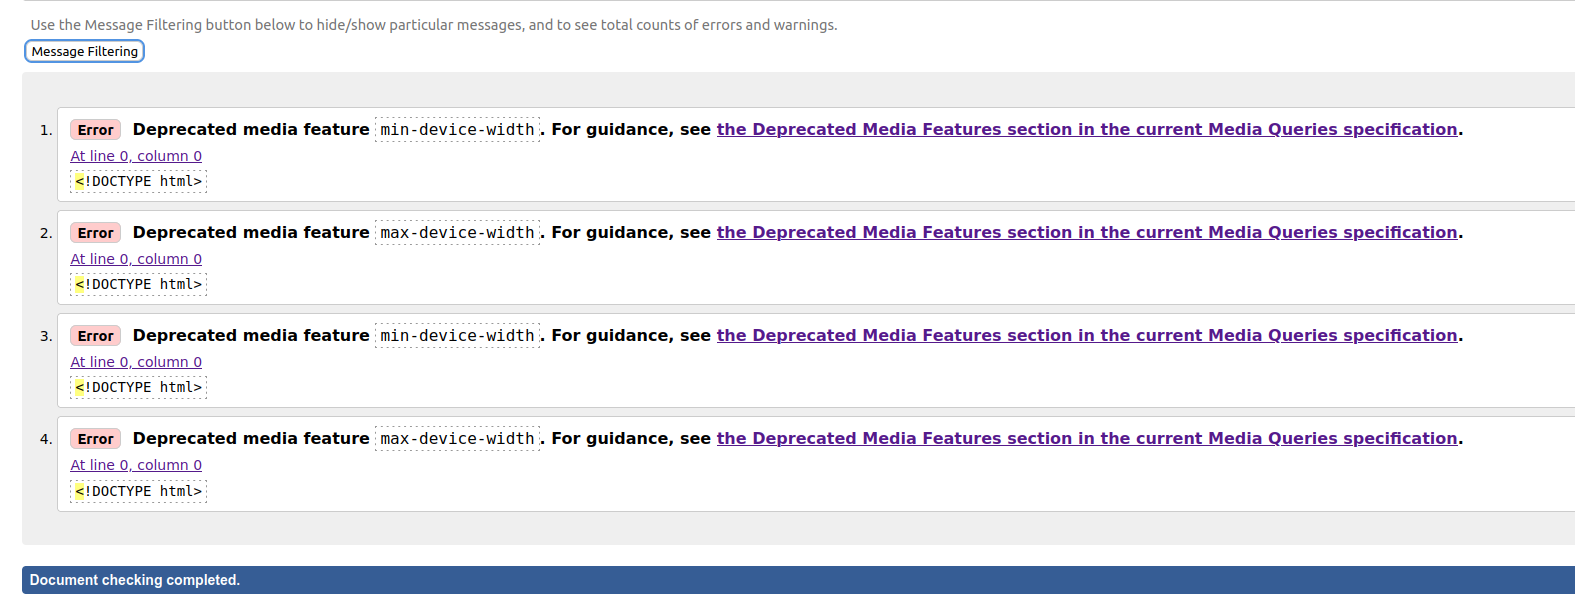 Use the Message Filtering button below to hide/show particular messages, and to see total counts of errors and warnings.
Message Filtering
1. Error Deprecated media feature min-device-width. For guidance, see the Deprecated Media Features section in the current Media Queries specification.
At line 0, column 0
<!DOCTYPE html>
2. Error Deprecated media feature max-device-width. For guidance, see the Deprecated Media Features section in the current Media Queries specification.
At line 0, column 0
<!DOCTYPE html>
3. Error Deprecated media feature min-device-width. For guidance, see the Deprecated Media Features section in the current Media Queries specification.
At line 0, column 0
<!DOCTYPE html>
4. Error Deprecated media feature max-device-width. For guidance, see the Deprecated Media Features section in the current Media Queries specification.
At line 0, column 0
<!DOCTYPE html>
Document checking completed.